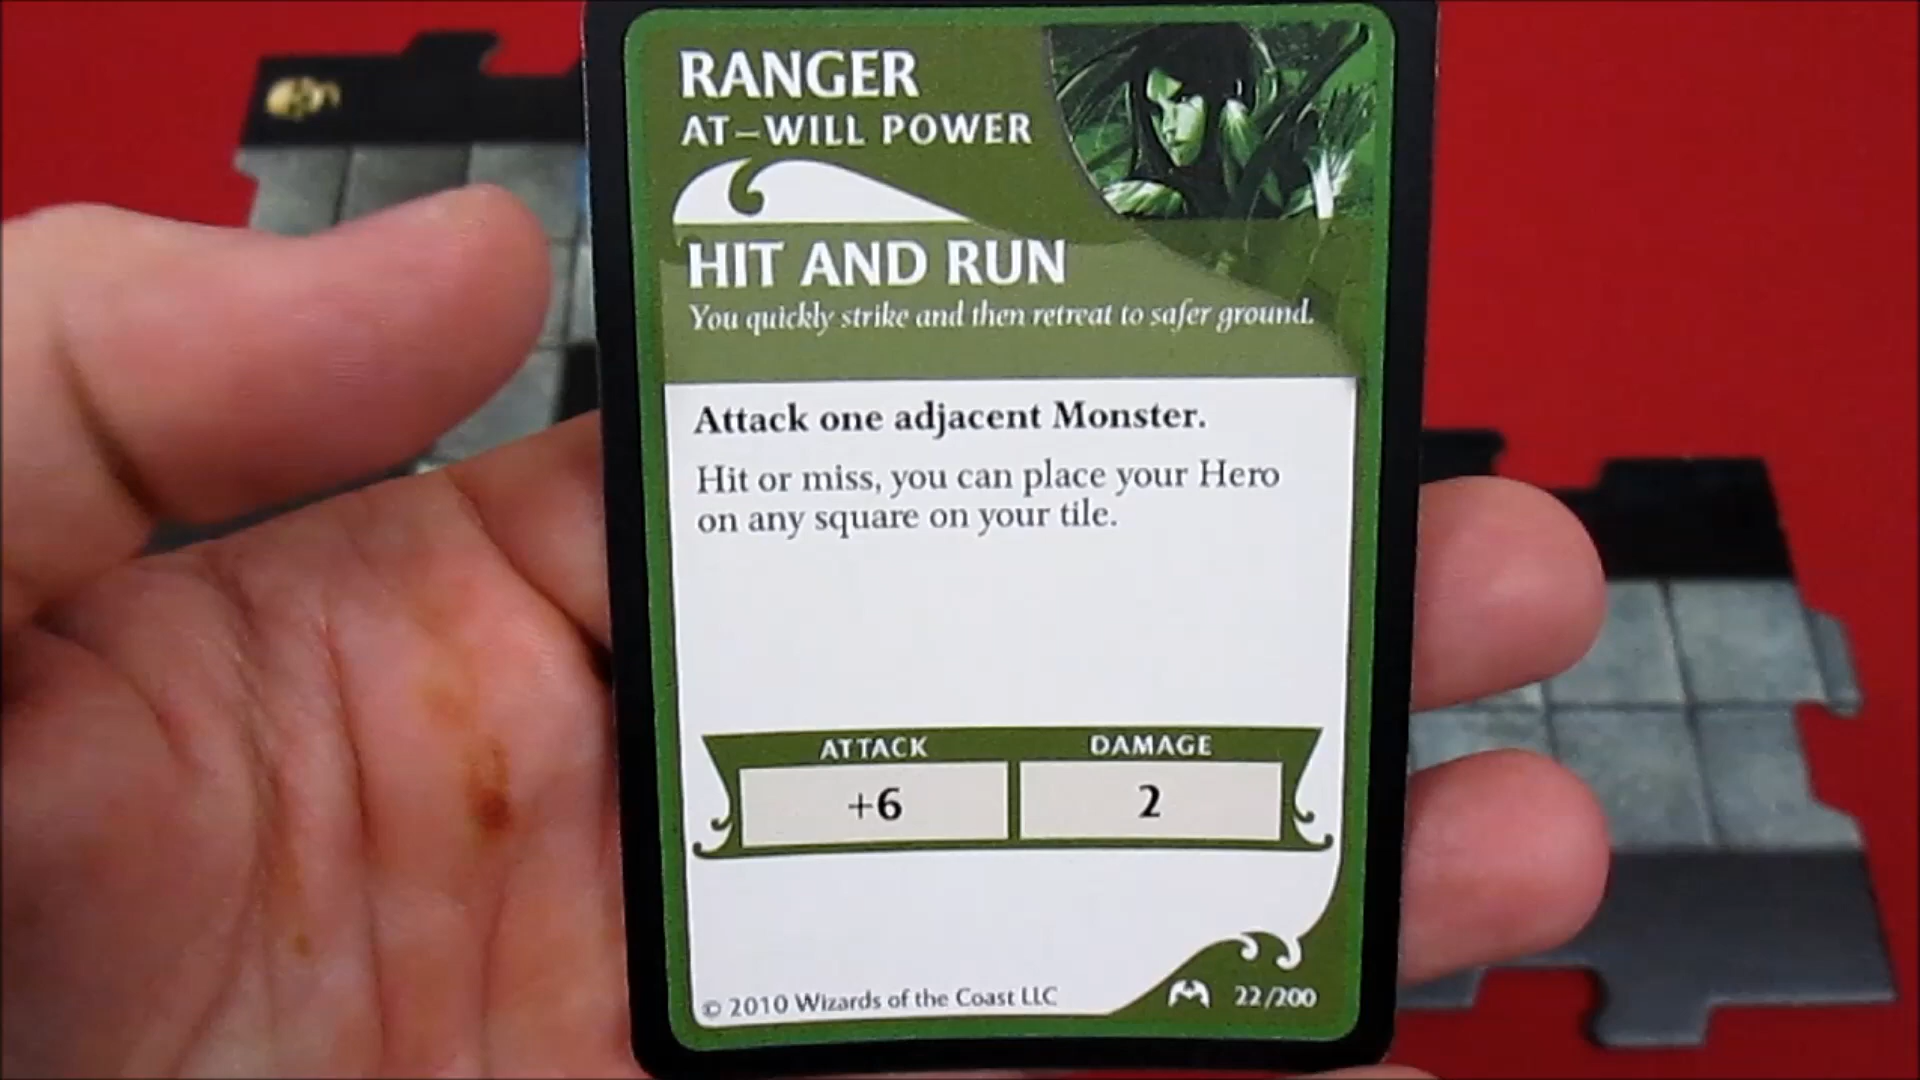 RANGER
AT–WILL POWER
HIT AND RUN
You quickly strike and then retreat to safer ground.
Attack one adjacent Monster.
Hit or miss, you can place your Hero
on any square on your tile.
ATTACK DAMAGE
+6 2
© 2010 Wizards of the Coast LLC 22/200